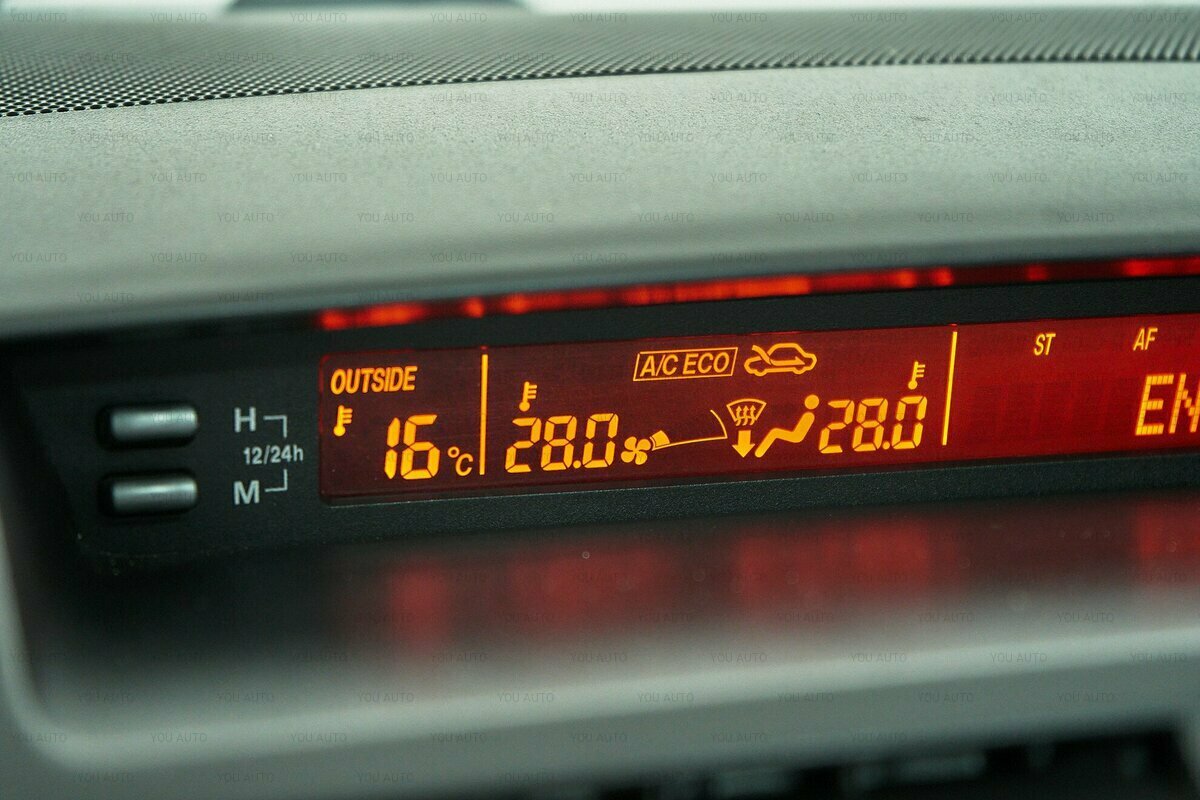 OUTSIDE
16°C
28.0
A/C ECO
28.0
ST
AF
EN
H
12/24h
M
YOU AUTO